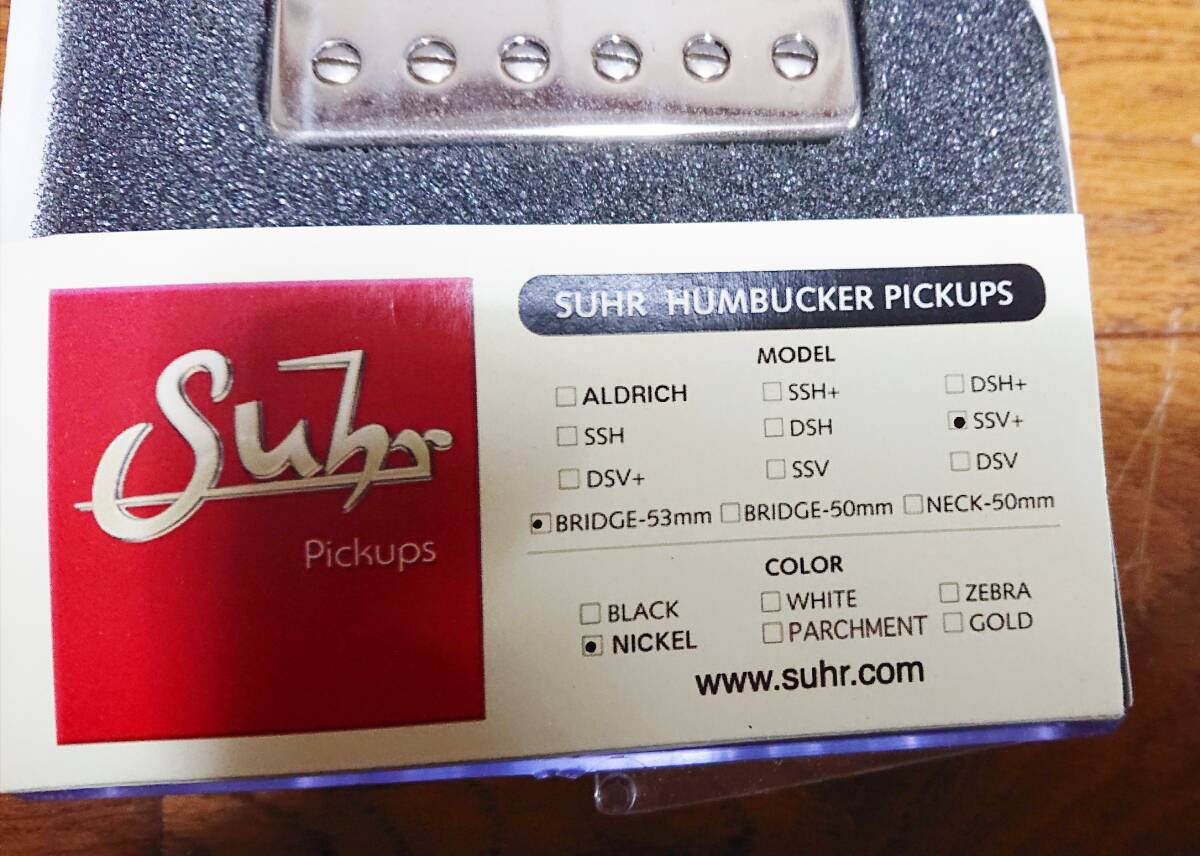 Suhr
Pickups
SUHR HUMBUCKER PICKUPS
MODEL
ALDRICH SSH+ DSH+
SSH DSH SSV+
DSV+ SSV DSV
BRIDGE-53mm BRIDGE-50mm NECK-50mm
COLOR
BLACK WHITE ZEBRA
NICKEL PARCHMENT GOLD
www.suhr.com